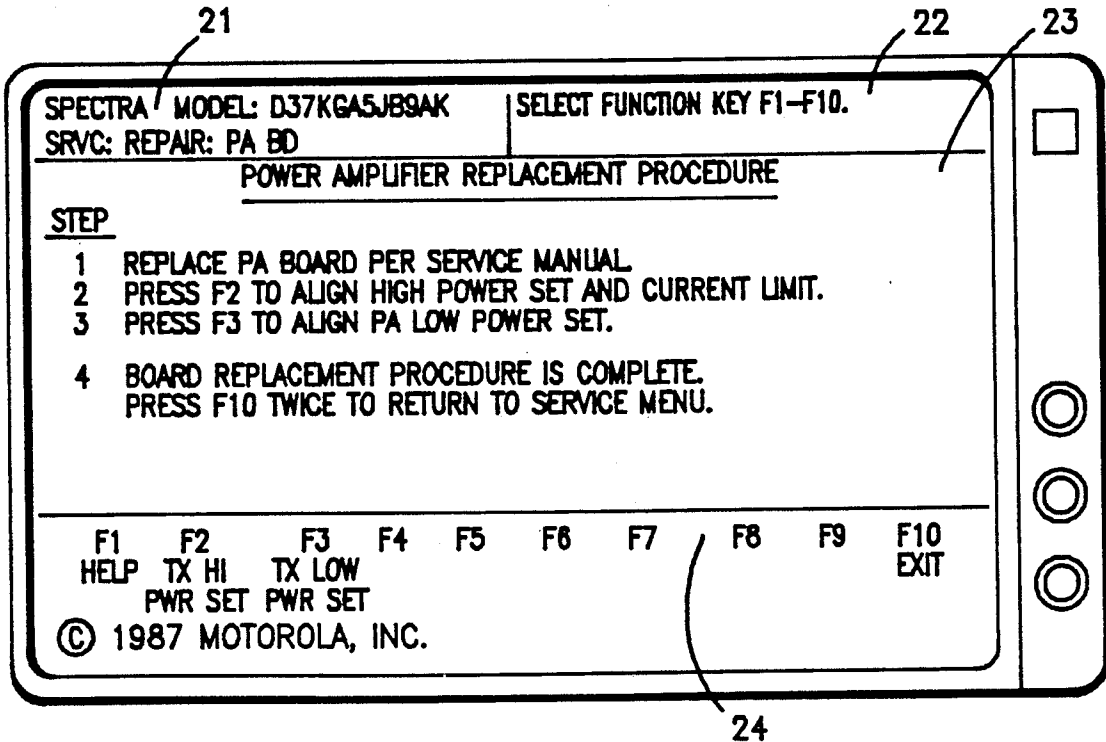 21
22
23
SPECTRA MODEL: D37KGA5JB9AK
SELECT FUNCTION KEY F1-F10.
SRVC: REPAIR: PA BD
POWER AMPLIFIER REPLACEMENT PROCEDURE
STEP
1 REPLACE PA BOARD PER SERVICE MANUAL
2 PRESS F2 TO ALIGN HIGH POWER SET AND CURRENT LIMIT.
3 PRESS F3 TO ALIGN PA LOW POWER SET.
4 BOARD REPLACEMENT PROCEDURE IS COMPLETE.
PRESS F10 TWICE TO RETURN TO SERVICE MENU.
F1 F2 F3 F4 F5 F6 F7 F8 F9 F10
HELP TX HI TX LOW EXIT
PWR SET PWR SET
© 1987 MOTOROLA, INC.
24